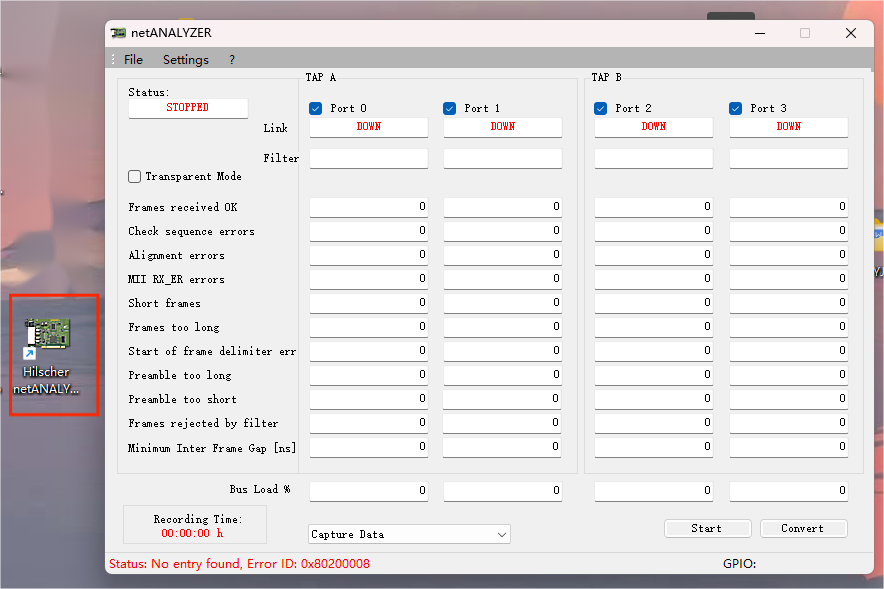 netANALYZER
File Settings ?
Status:
STOPPED
TAP A
TAP B
Port 0 Port 1 Port 2 Port 3
Link DOWN DOWN DOWN DOWN
Filter
Transparent Mode
Frames received OK 0 0 0 0
Check sequence errors 0 0 0 0
Alignment errors 0 0 0 0
MII RX_ER errors 0 0 0 0
Short frames 0 0 0 0
Frames too long 0 0 0 0
Start of frame delimiter err 0 0 0 0
Preamble too long 0 0 0 0
Preamble too short 0 0 0 0
Frames rejected by filter 0 0 0 0
Minimum Inter Frame Gap [ns] 0 0 0 0
Bus Load % 0 0 0 0
Recording Time:
00:00:00 h
Capture Data
Start Convert
Status: No entry found, Error ID: 0x80200008 GPIO:
Hilscher
netANALY...